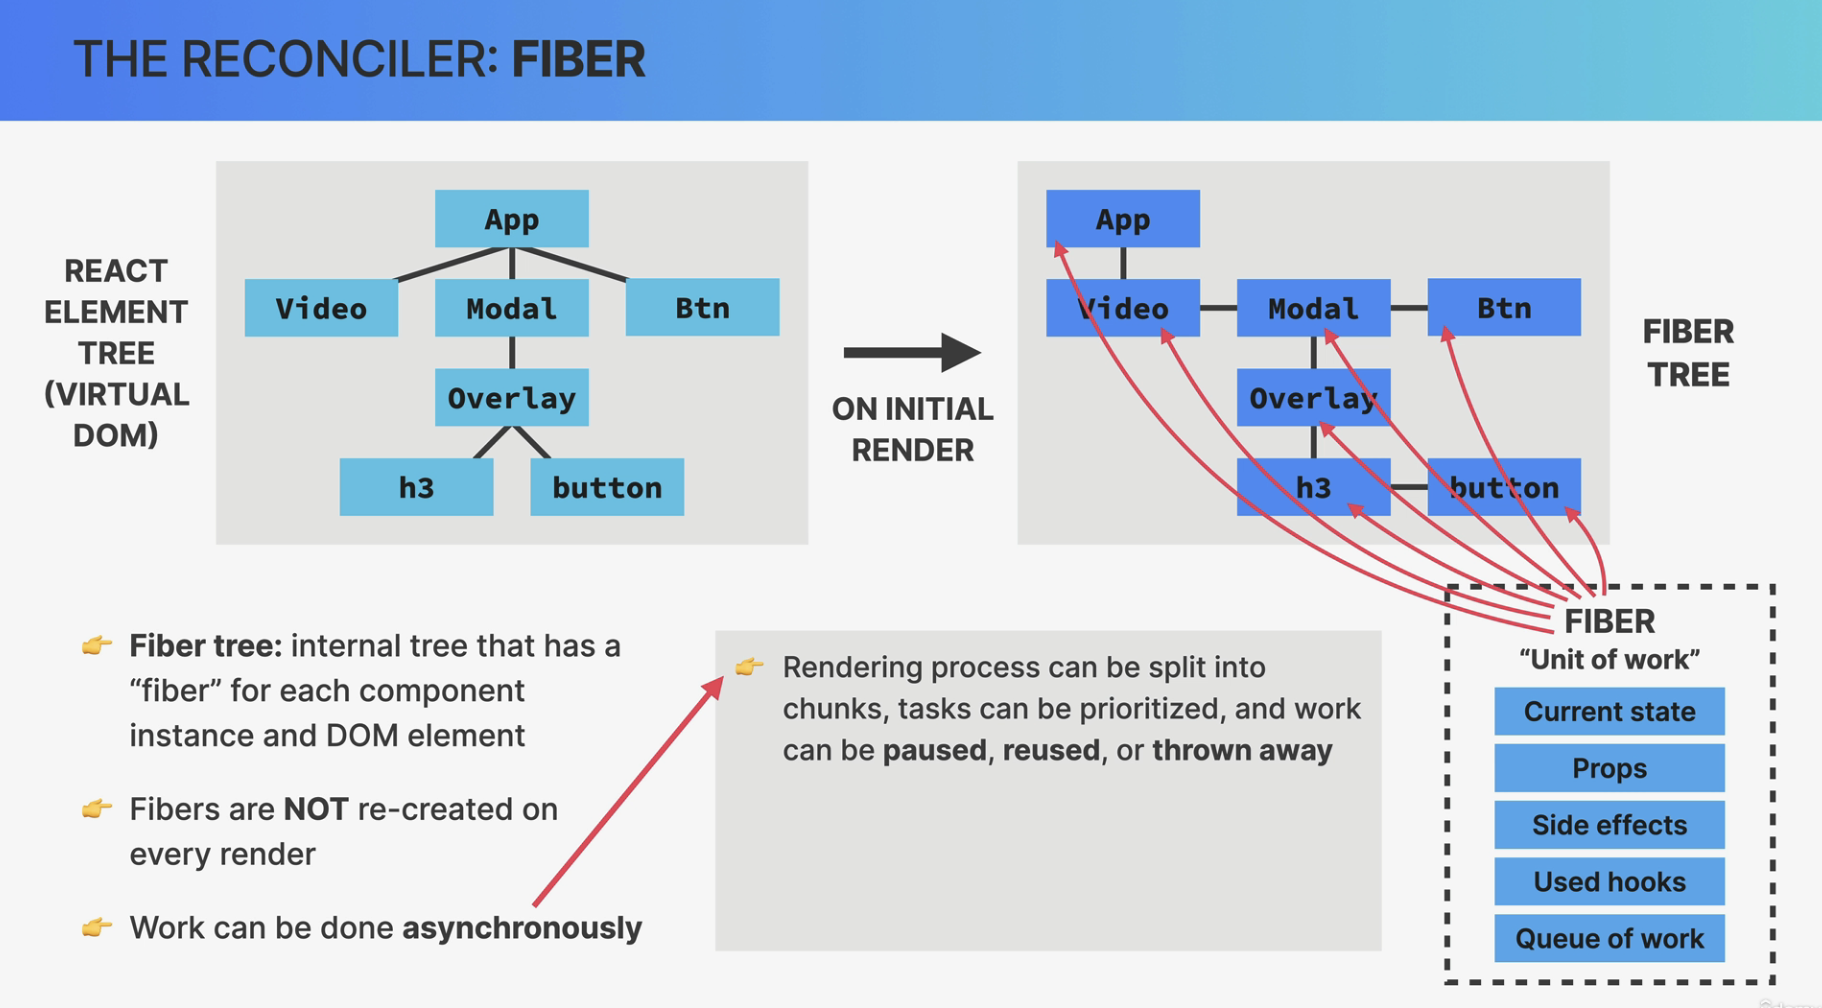 THE RECONCILER: FIBER
REACT
ELEMENT
TREE
(VIRTUAL
DOM)
App
Video
Modal
Btn
Overlay
h3
button
ON INITIAL
RENDER
App
Video
Modal
Btn
Overlay
h3
button
FIBER
TREE
👉 Fiber tree: internal tree that has a
“fiber” for each component
instance and DOM element
👉 Fibers are NOT re-created on
every render
👉 Work can be done asynchronously
👉 Rendering process can be split into
chunks, tasks can be prioritized, and work
can be paused, reused, or thrown away
FIBER
“Unit of work”
Current state
Props
Side effects
Used hooks
Queue of work